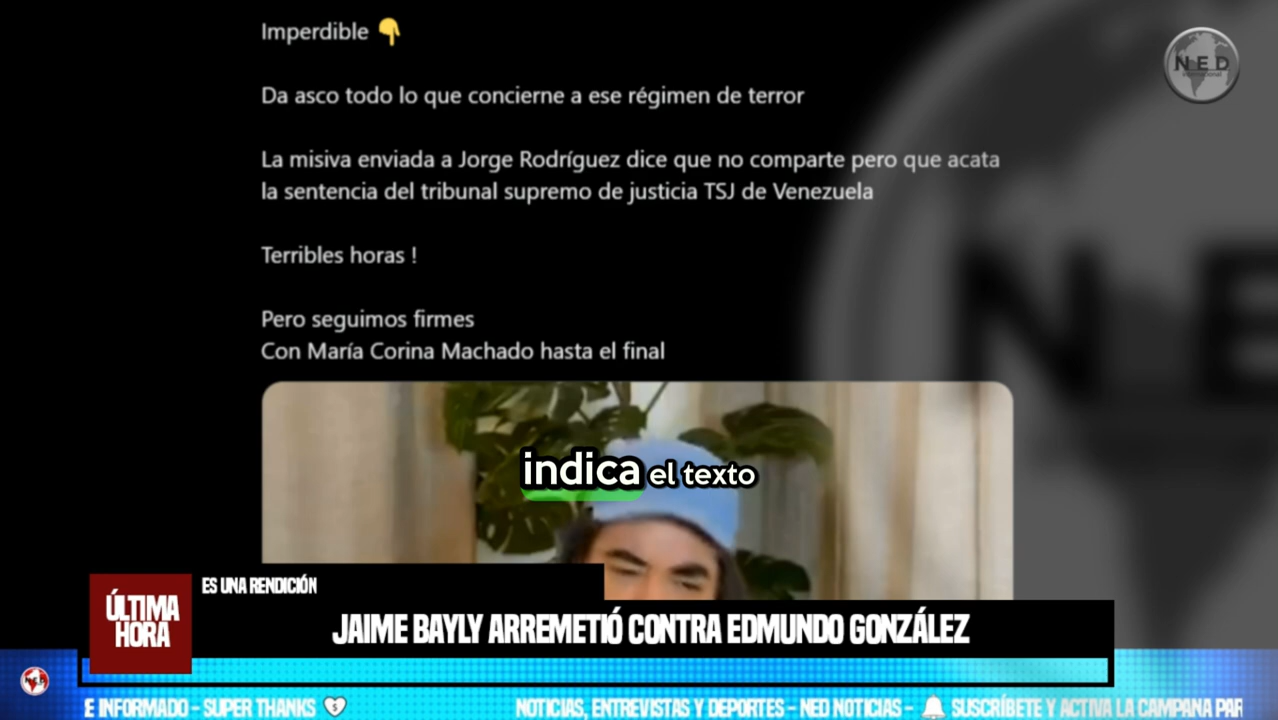 Imperdible 👇
NED
Internacional
Da asco todo lo que concierne a ese régimen de terror
La misiva enviada a Jorge Rodríguez dice que no comparte pero que acata
la sentencia del tribunal supremo de justicia TSJ de Venezuela
Terribles horas !
Pero seguimos firmes
Con María Corina Machado hasta el final
N E
indica el texto
ES UNA RENDICIÓN
ÚLTIMA
HORA
JAIME BAYLY ARREMETIÓ CONTRA EDMUNDO GONZÁLEZ
E INFORMADO - SUPER THANKS NOTICIAS, ENTREVISTAS Y DEPORTES - NED NOTICIAS - 🔔 SUSCRÍBETE Y ACTIVA LA CAMPANA PAR